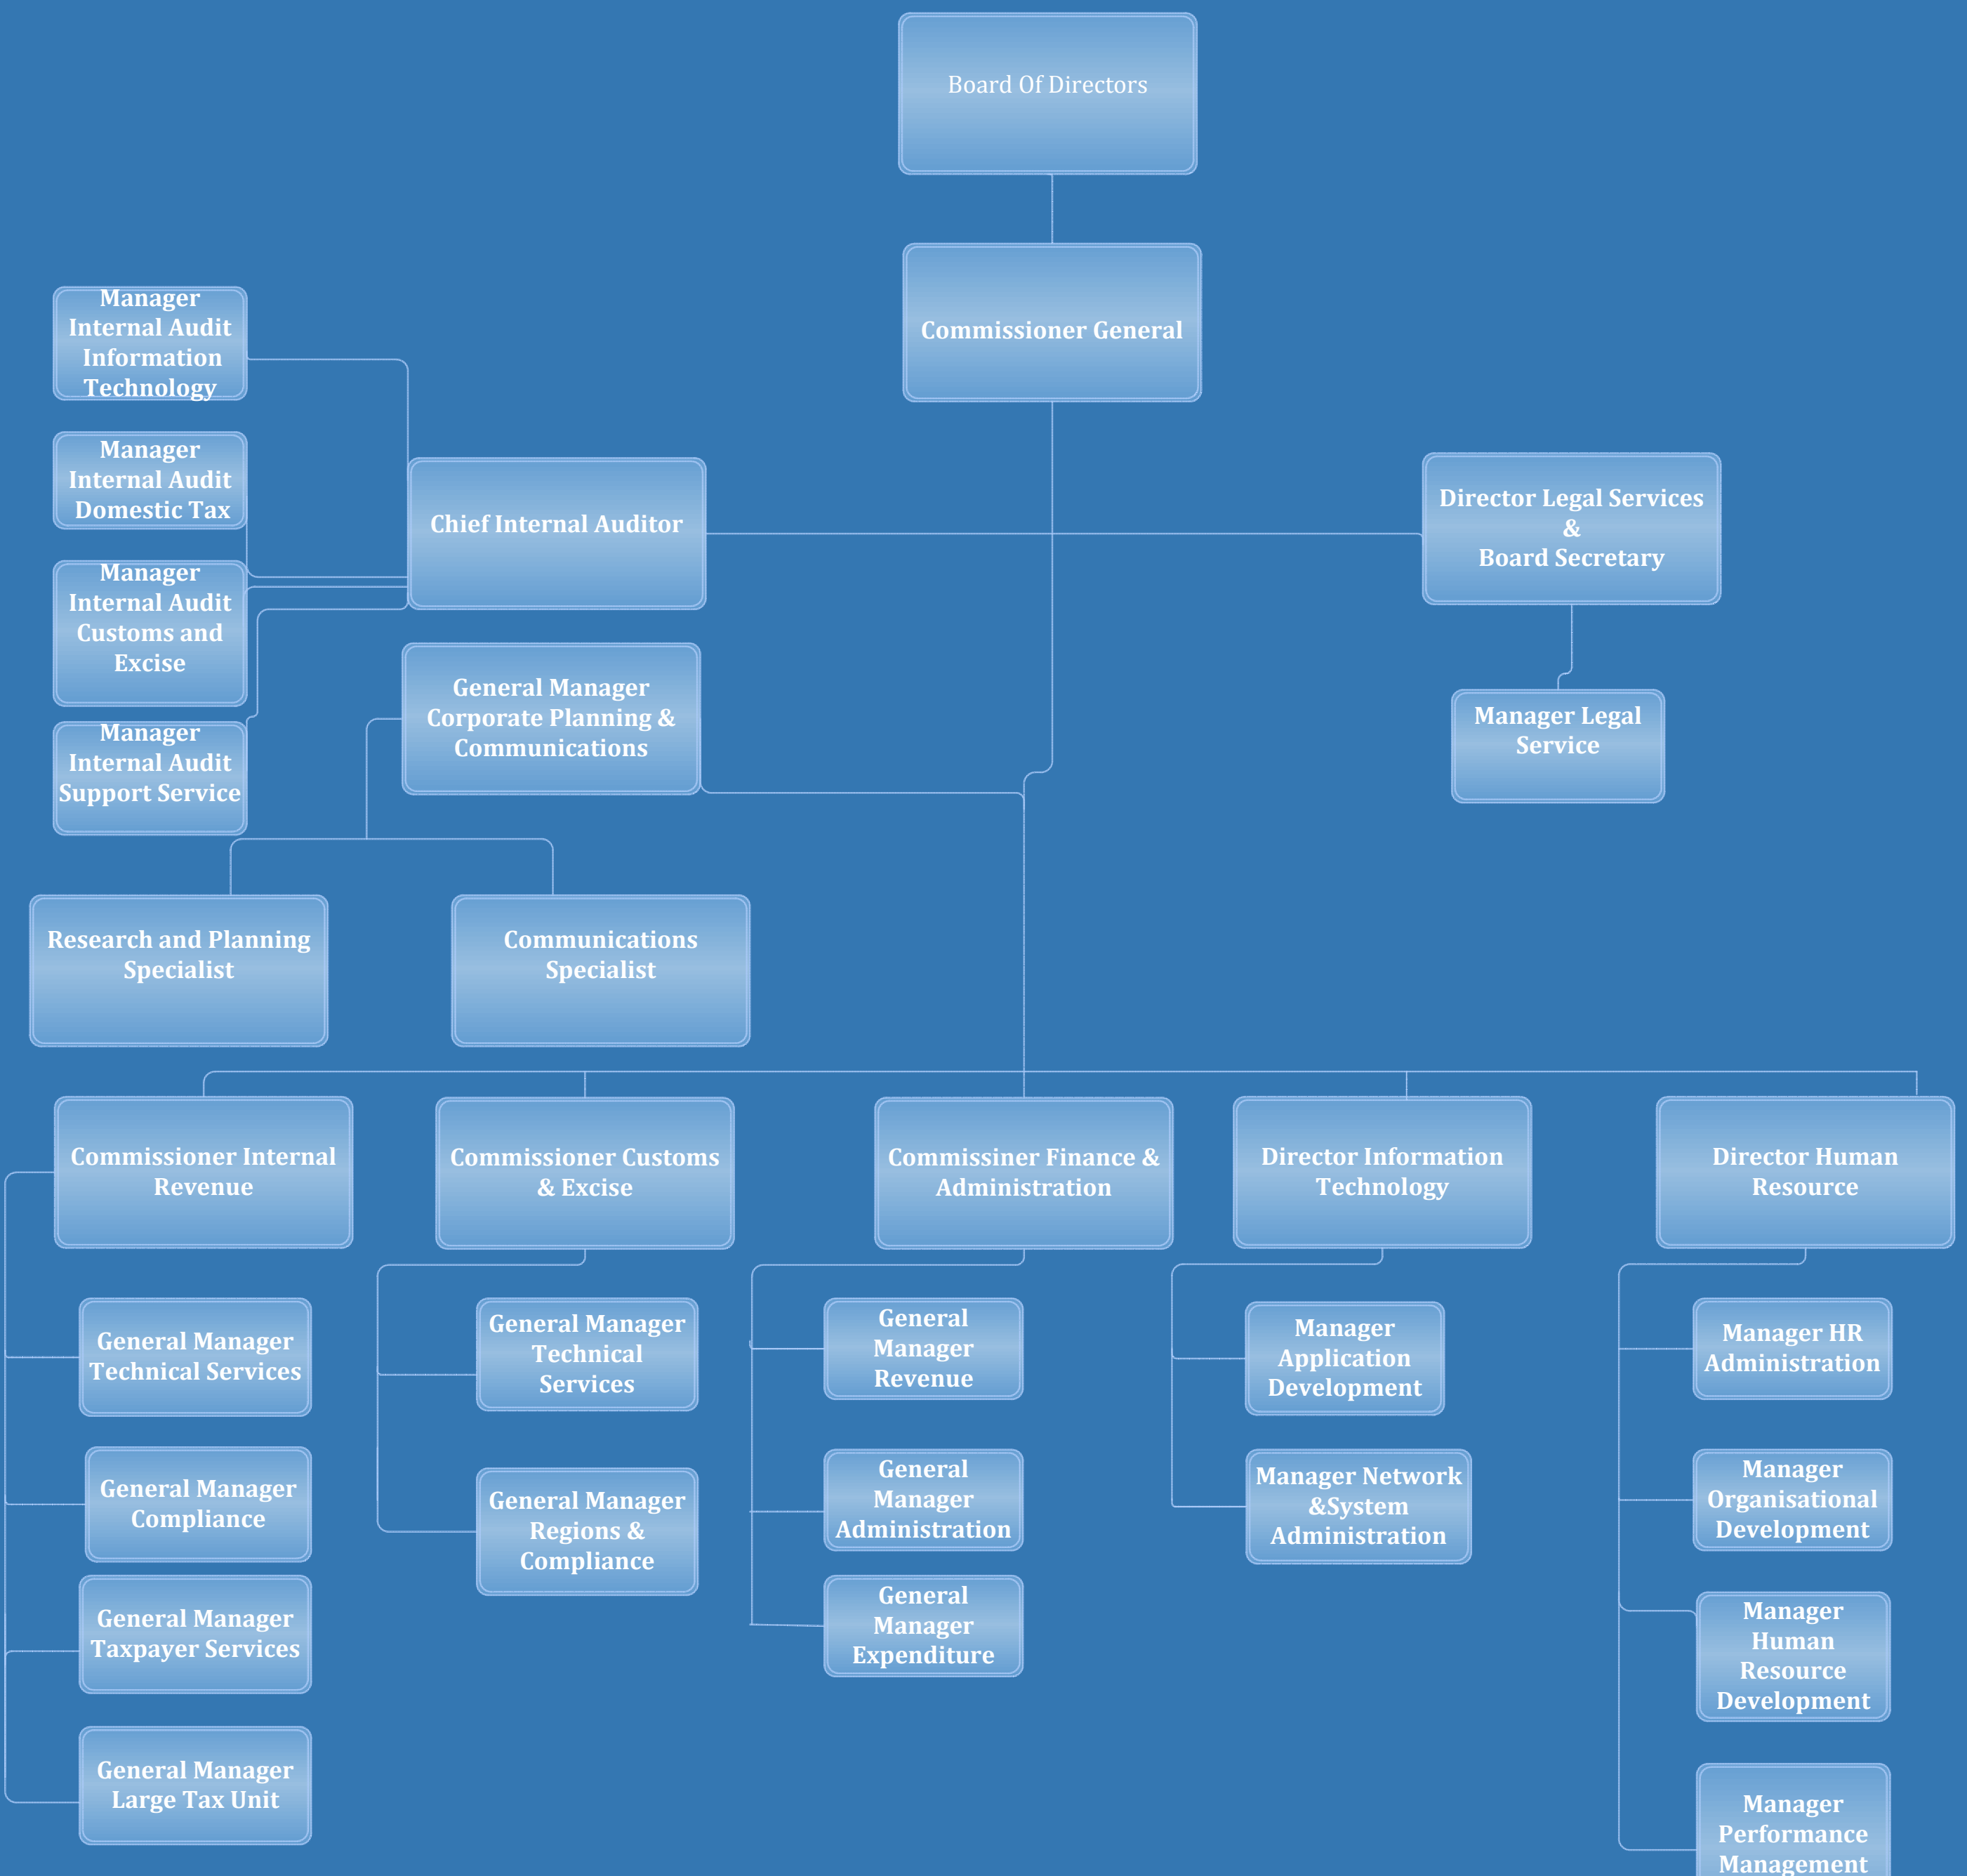 Board Of Directors
Commissioner General
Manager
Internal Audit
Information
Technology
Manager
Internal Audit
Domestic Tax
Manager
Internal Audit
Customs and
Excise
Manager
Internal Audit
Support Service
Chief Internal Auditor
Director Legal Services
&
Board Secretary
General Manager
Corporate Planning &
Communications
Manager Legal
Service
Research and Planning
Specialist
Communications
Specialist
Commissioner Internal
Revenue
Commissioner Customs
& Excise
Commissiner Finance &
Administration
Director Information
Technology
Director Human
Resource
General Manager
Technical Services
General Manager
Compliance
General Manager
Taxpayer Services
General Manager
Large Tax Unit
General Manager
Technical
Services
General Manager
Regions &
Compliance
General
Manager
Revenue
General
Manager
Administration
General
Manager
Expenditure
Manager
Application
Development
Manager Network
&System
Administration
Manager HR
Administration
Manager
Organisational
Development
Manager
Human
Resource
Development
Manager
Performance
Management